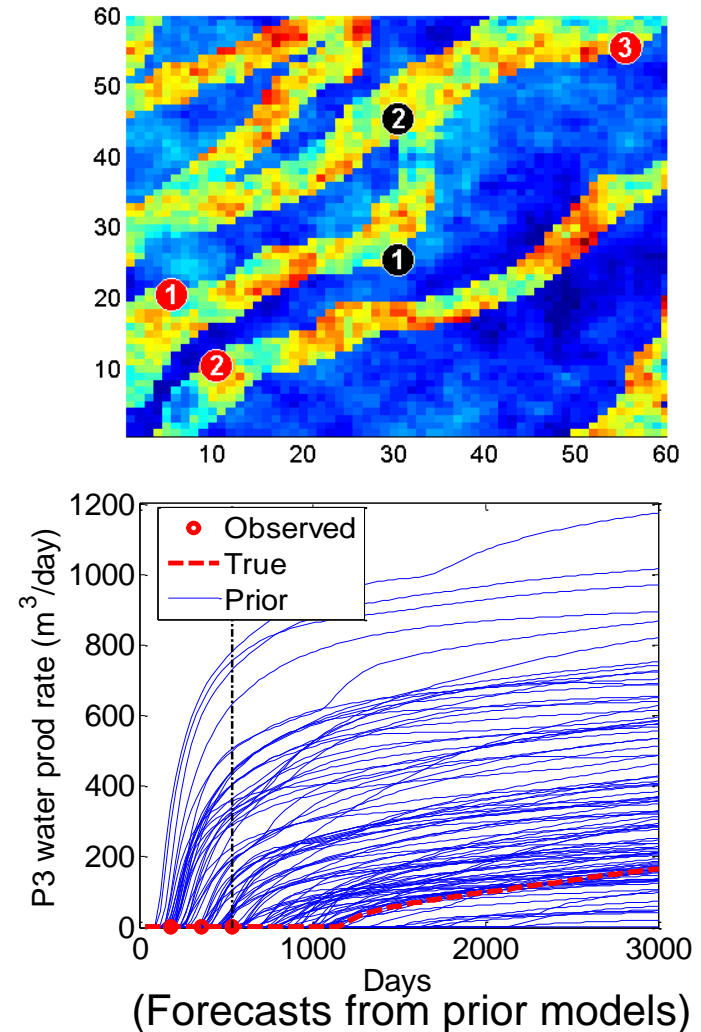 60
50
40
30
20
10
10 20 30 40 50 60
3
2
1
1
2
1200
1000
800
600
400
200
0
P3 water prod rate (m³/day)
Observed
True
Prior
0 1000 2000 3000
Days
(Forecasts from prior models)